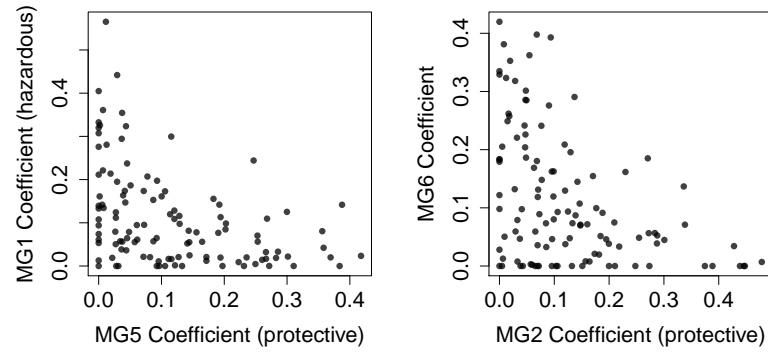 MG1 Coefficient (hazardous)
0.0 0.2 0.4
0.0 0.1 0.2 0.3 0.4
MG5 Coefficient (protective)
MG6 Coefficient
0.0 0.1 0.2 0.3 0.4
0.0 0.1 0.2 0.3 0.4
MG2 Coefficient (protective)